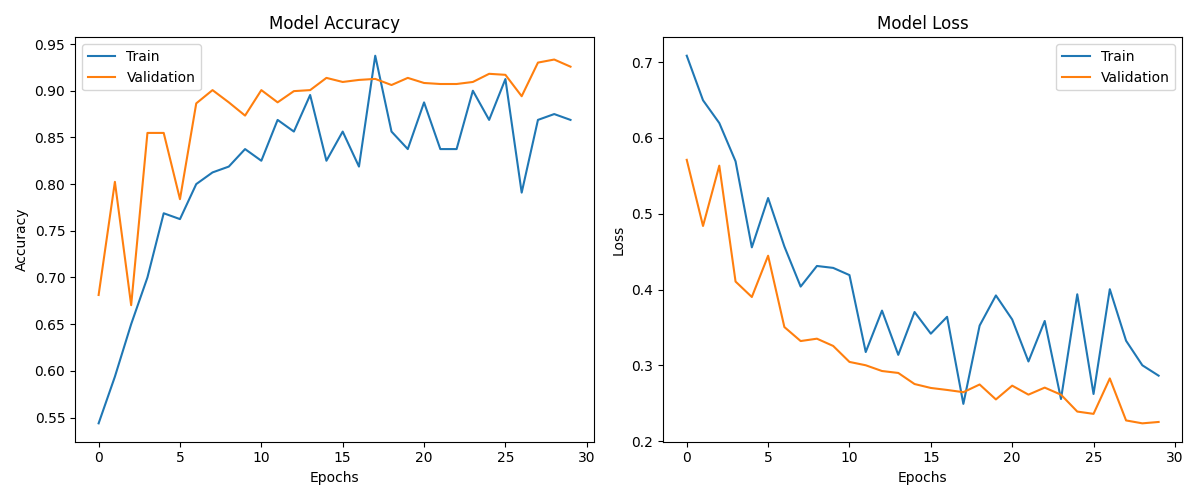 Model Accuracy
Train
Validation
0.95
0.90
0.85
0.80
0.75
0.70
0.65
0.60
0.55
Accuracy
0 5 10 15 20 25 30
Epochs
Model Loss
Train
Validation
0.7
0.6
0.5
0.4
0.3
0.2
Loss
0 5 10 15 20 25 30
Epochs